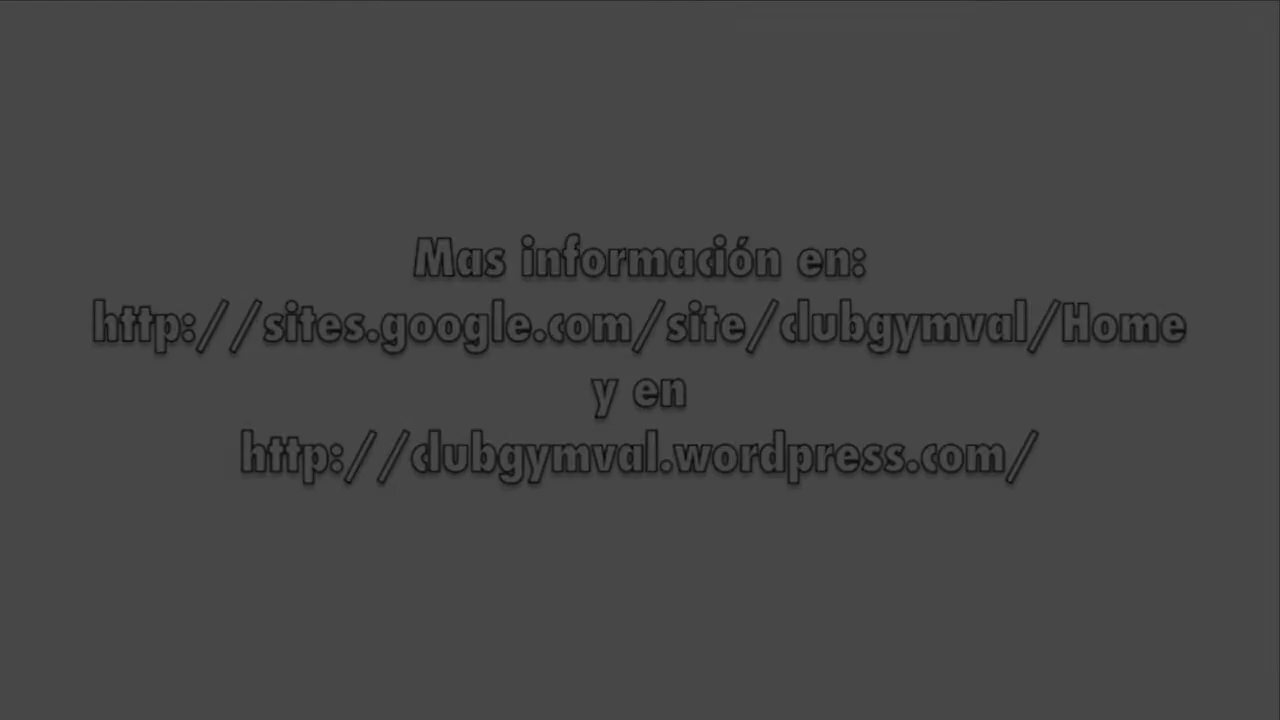 Mas información en:
http://sites.google.com/site/clubgymval/Home
y en
http://clubgymval.wordpress.com/